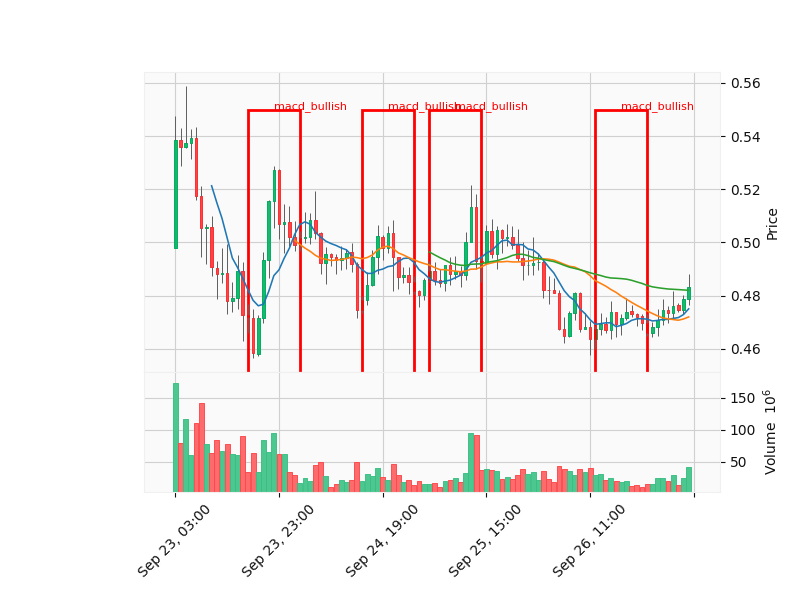 macd_bullish
macd_bullish
macd_bullish
macd_bullish
0.56
0.54
0.52
0.50
0.48
0.46
Price
150
100
50
Volume 10^6
Sep 23, 03:00
Sep 23, 23:00
Sep 24, 19:00
Sep 25, 15:00
Sep 26, 11:00